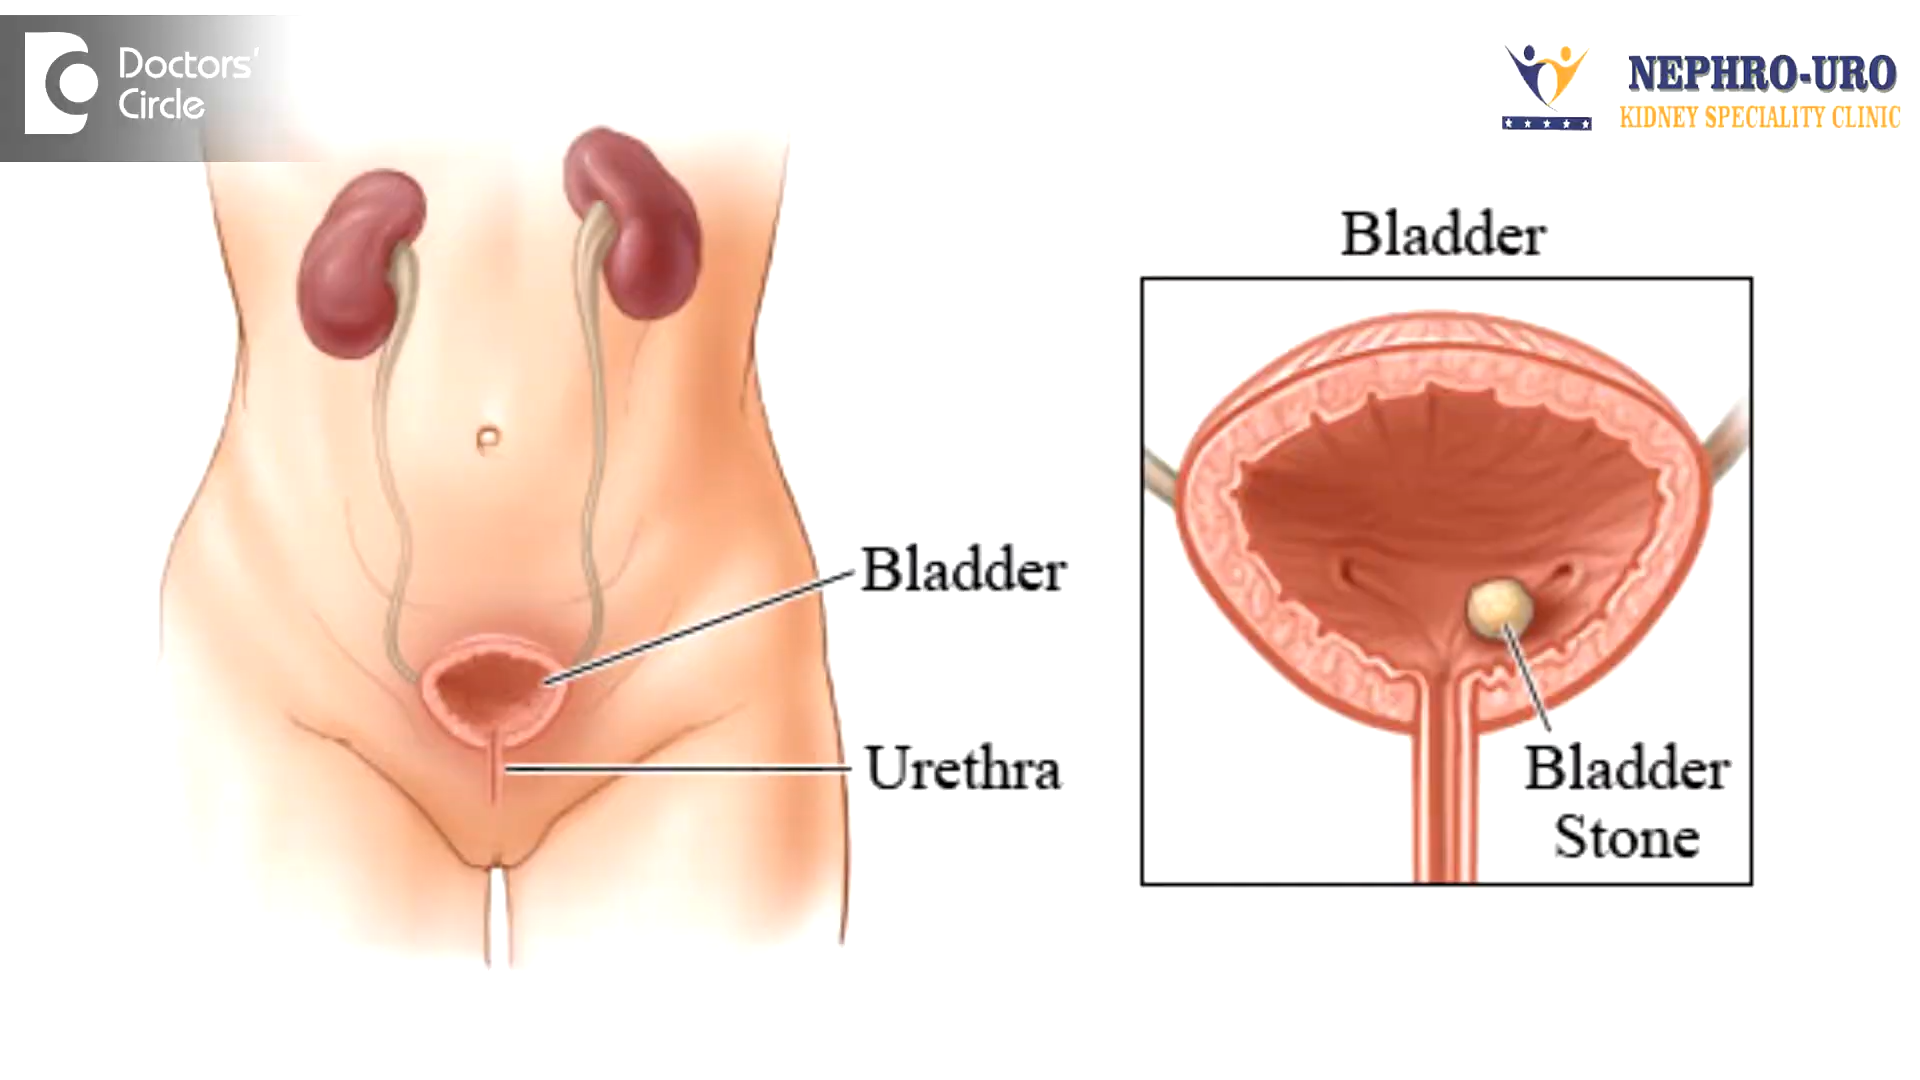 Doctors'
Circle
NEPHRO-URO
KIDNEY SPECIALITY CLINIC
Bladder
Bladder
Urethra
Bladder
Stone